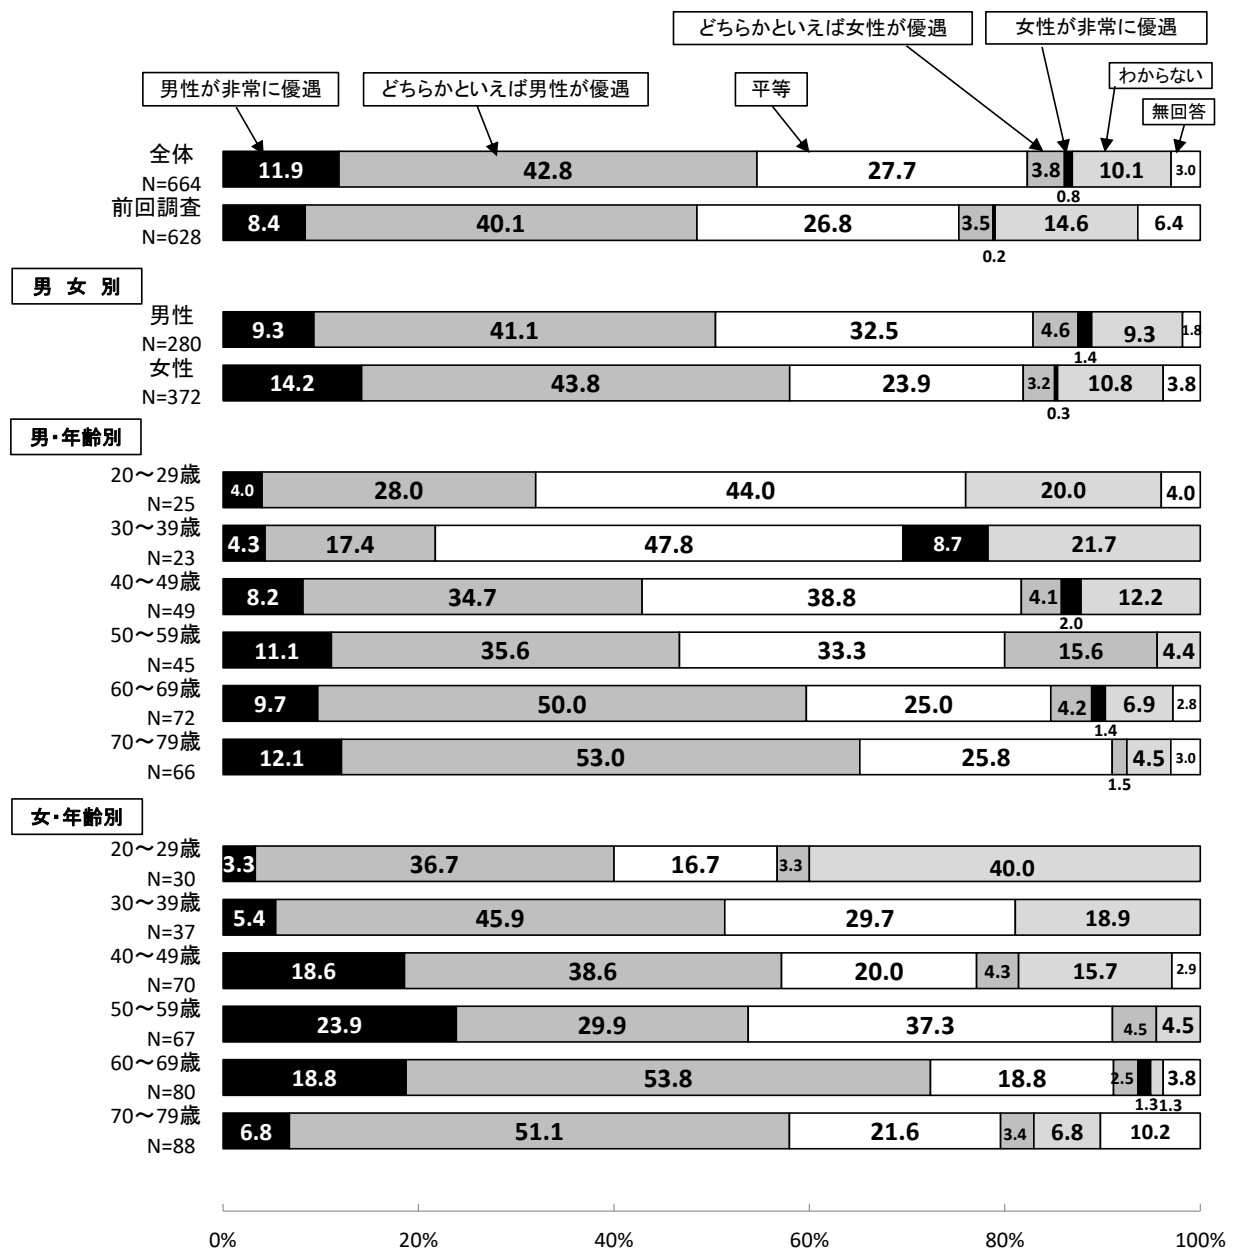 どちらかといえば女性が優遇
女性が非常に優遇
男性が非常に優遇
どちらかといえば男性が優遇
平等
わからない
無回答
全体
N=664
11.9 42.8 27.7 3.8 0.8 10.1 3.0
前回調査
N=628
8.4 40.1 26.8 3.5 0.2 14.6 6.4
男 女 別
男性
N=280
9.3 41.1 32.5 4.6 1.4 9.3 1.8
女性
N=372
14.2 43.8 23.9 3.2 0.3 10.8 3.8
男・年齢別
20～29歳
N=25
4.0 28.0 44.0 20.0 4.0
30～39歳
N=23
4.3 17.4 47.8 8.7 21.7
40～49歳
N=49
8.2 34.7 38.8 4.1 2.0 12.2
50～59歳
N=45
11.1 35.6 33.3 15.6 4.4
60～69歳
N=72
9.7 50.0 25.0 4.2 1.4 6.9 2.8
70～79歳
N=66
12.1 53.0 25.8 1.5 4.5 3.0
女・年齢別
20～29歳
N=30
3.3 36.7 16.7 3.3 40.0
30～39歳
N=37
5.4 45.9 29.7 18.9
40～49歳
N=70
18.6 38.6 20.0 4.3 15.7 2.9
50～59歳
N=67
23.9 29.9 37.3 4.5 4.5
60～69歳
N=80
18.8 53.8 18.8 2.5 1.3 1.3 3.8
70～79歳
N=88
6.8 51.1 21.6 3.4 6.8 10.2
0% 20% 40% 60% 80% 100%